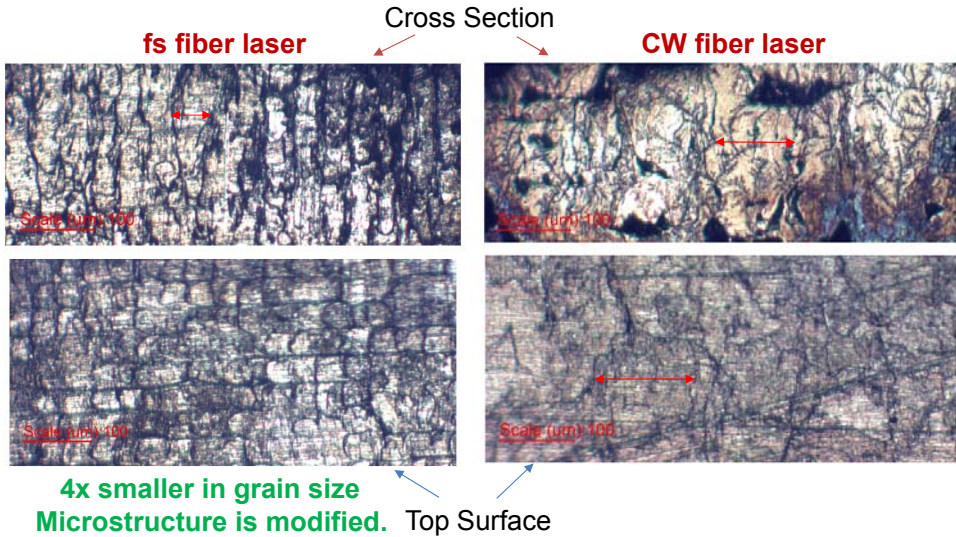 Cross Section
fs fiber laser
CW fiber laser
Scale (um) 100
Scale (um) 100
Scale (um) 100
Scale (um) 100
4x smaller in grain size
Microstructure is modified.
Top Surface